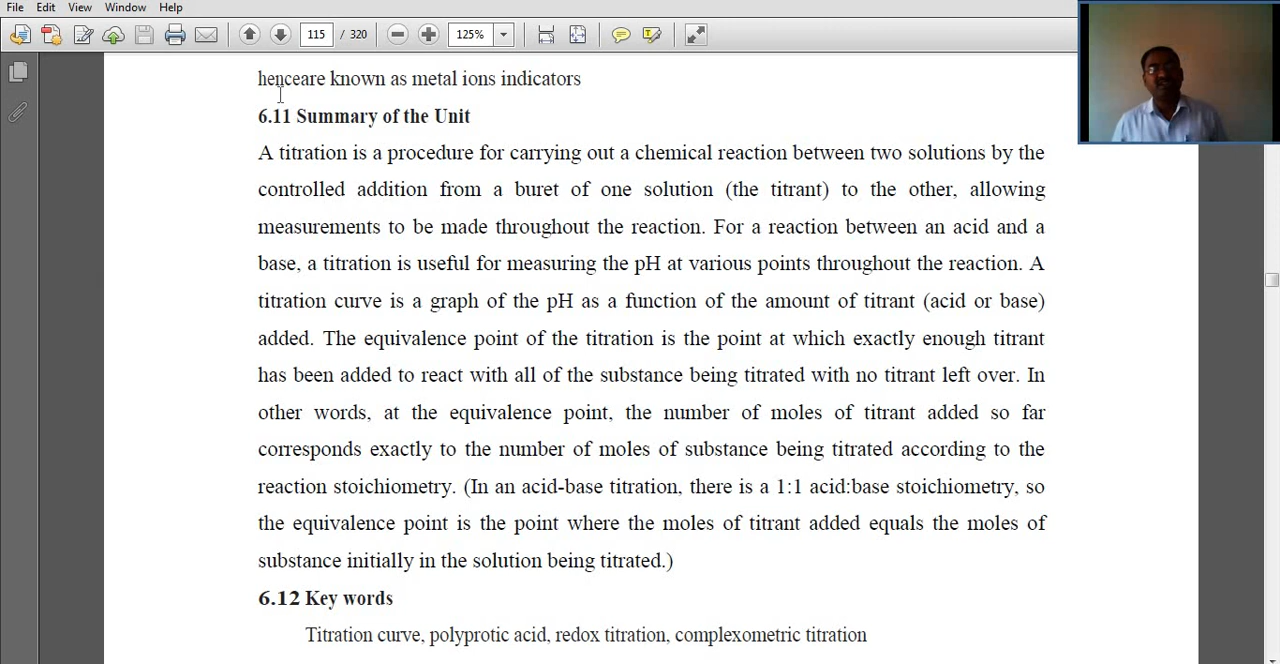 File Edit View Window Help
115 / 320 125%
henceare known as metal ions indicators
6.11 Summary of the Unit
A titration is a procedure for carrying out a chemical reaction between two solutions by the
controlled addition from a buret of one solution (the titrant) to the other, allowing
measurements to be made throughout the reaction. For a reaction between an acid and a
base, a titration is useful for measuring the pH at various points throughout the reaction. A
titration curve is a graph of the pH as a function of the amount of titrant (acid or base)
added. The equivalence point of the titration is the point at which exactly enough titrant
has been added to react with all of the substance being titrated with no titrant left over. In
other words, at the equivalence point, the number of moles of titrant added so far
corresponds exactly to the number of moles of substance being titrated according to the
reaction stoichiometry. (In an acid-base titration, there is a 1:1 acid:base stoichiometry, so
the equivalence point is the point where the moles of titrant added equals the moles of
substance initially in the solution being titrated.)
6.12 Key words
Titration curve, polyprotic acid, redox titration, complexometric titration